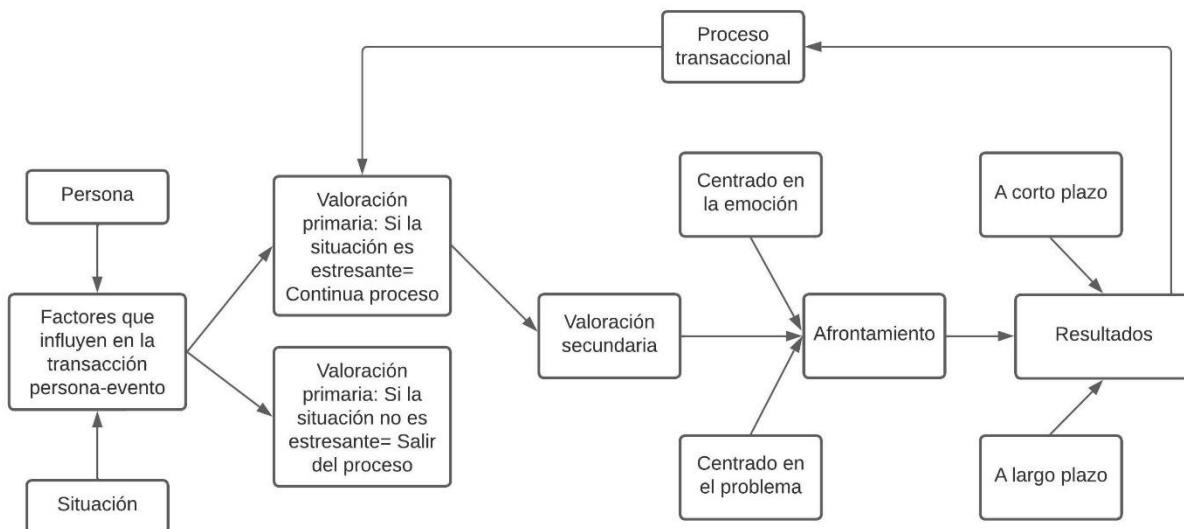 Proceso
transaccional
Persona
Valoración
primaria: Si la
situación es
estresante=
Continua proceso
Centrado en
la emoción
A corto plazo
Factores que
influyen en la
transacción
persona-evento
Valoración
secundaria
Afrontamiento
Resultados
Valoración
primaria: Si la
situación no es
estresante= Salir
del proceso
Situación
Centrado en
el problema
A largo plazo